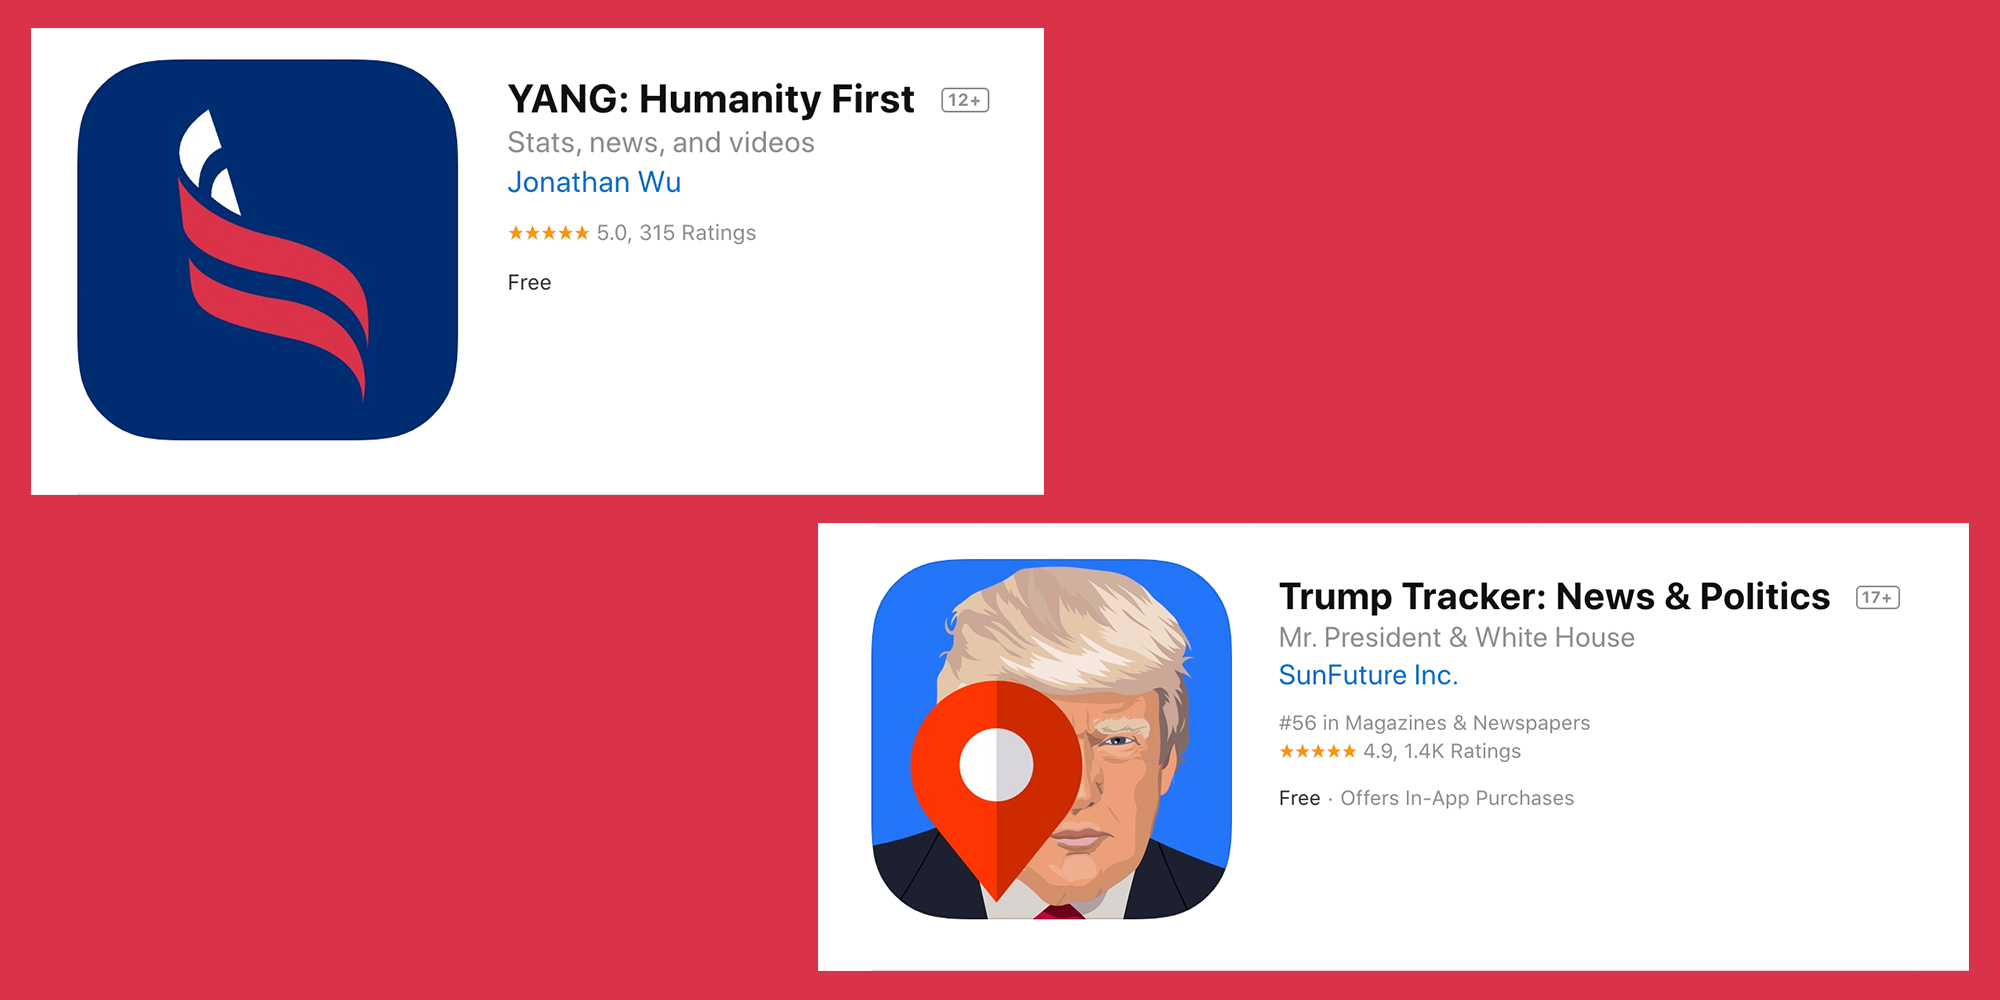 YANG: Humanity First 12+
Stats, news, and videos
Jonathan Wu
★★★★★ 5.0, 315 Ratings
Free
Trump Tracker: News & Politics 17+
Mr. President & White House
SunFuture Inc.
#56 in Magazines & Newspapers
★★★★★ 4.9, 1.4K Ratings
Free · Offers In-App Purchases